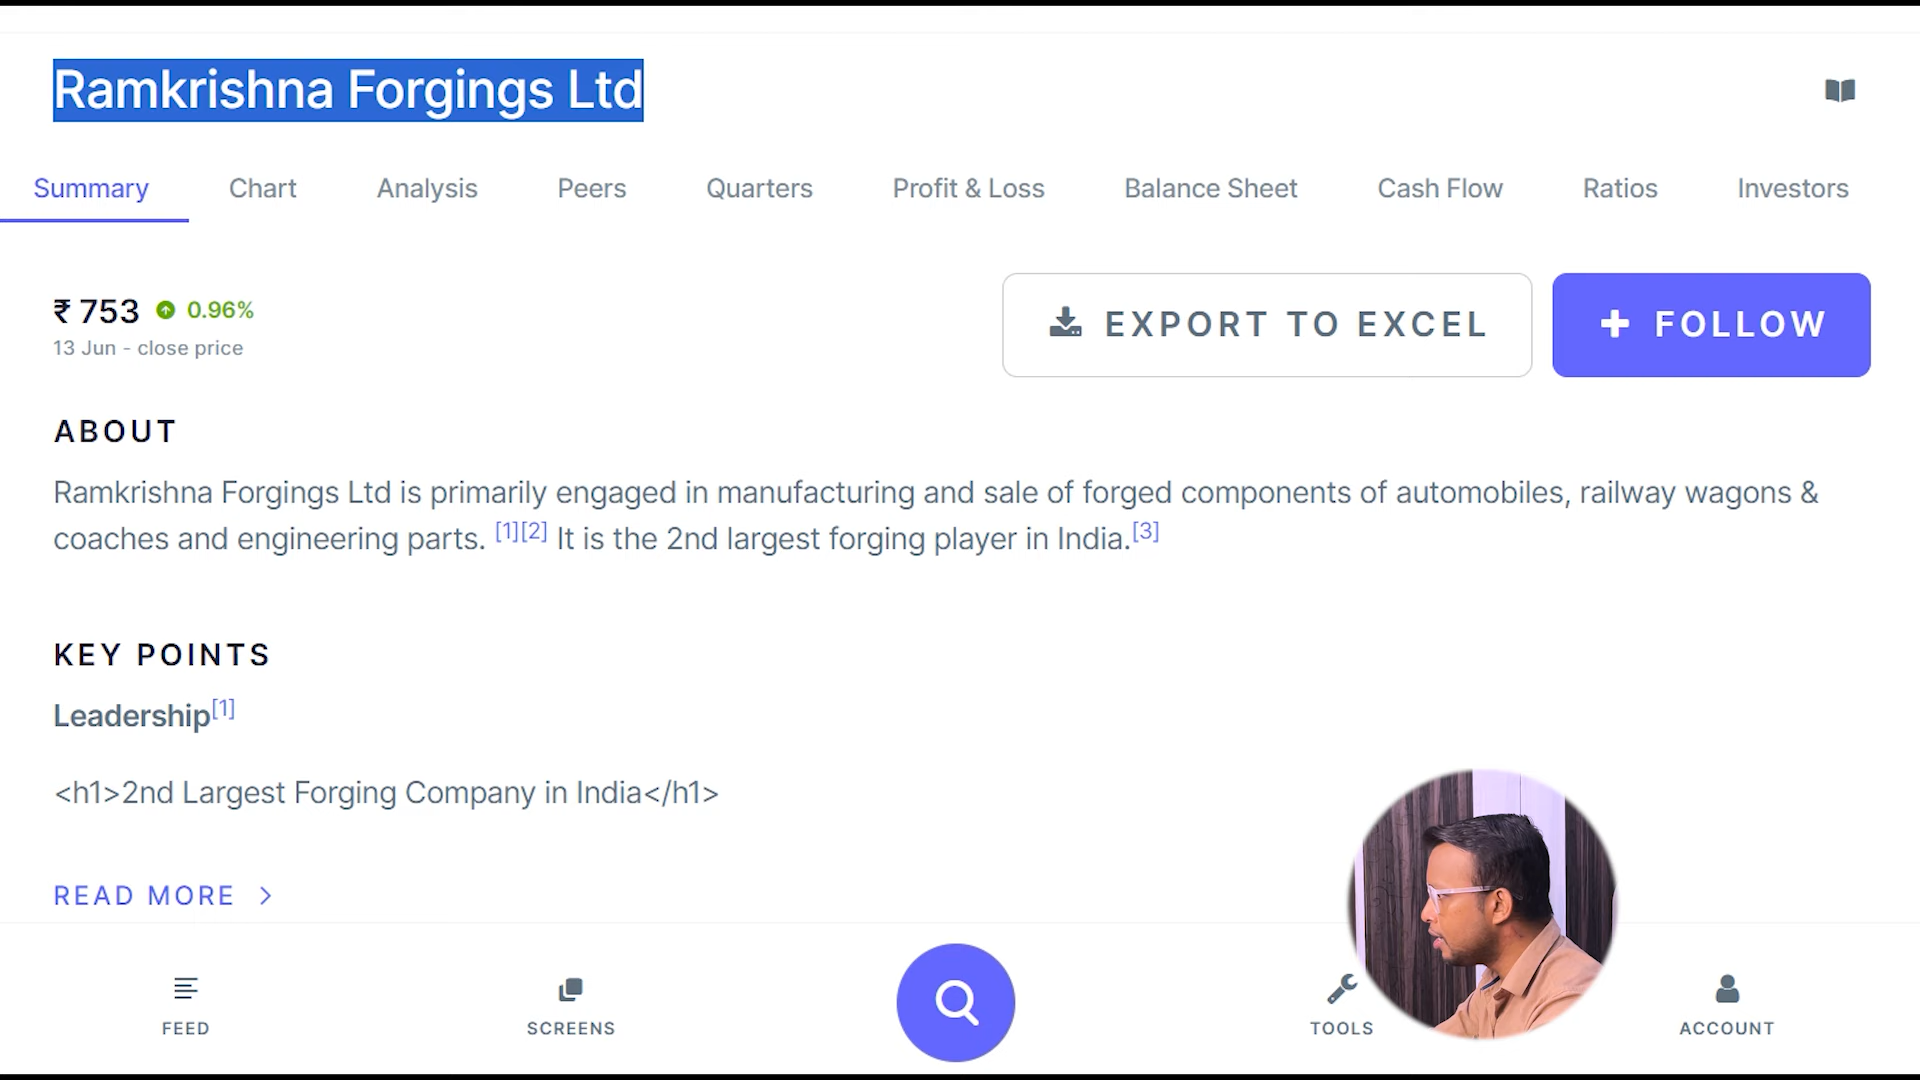 Ramkrishna Forgings Ltd
Summary Chart Analysis Peers Quarters Profit & Loss Balance Sheet Cash Flow Ratios Investors
₹ 753 0.96%
13 Jun - close price
EXPORT TO EXCEL
FOLLOW
ABOUT
Ramkrishna Forgings Ltd is primarily engaged in manufacturing and sale of forged components of automobiles, railway wagons &
coaches and engineering parts. [1][2] It is the 2nd largest forging player in India.[3]
KEY POINTS
Leadership[1]
<h1>2nd Largest Forging Company in India</h1>
READ MORE
FEED SCREENS TOOLS ACCOUNT